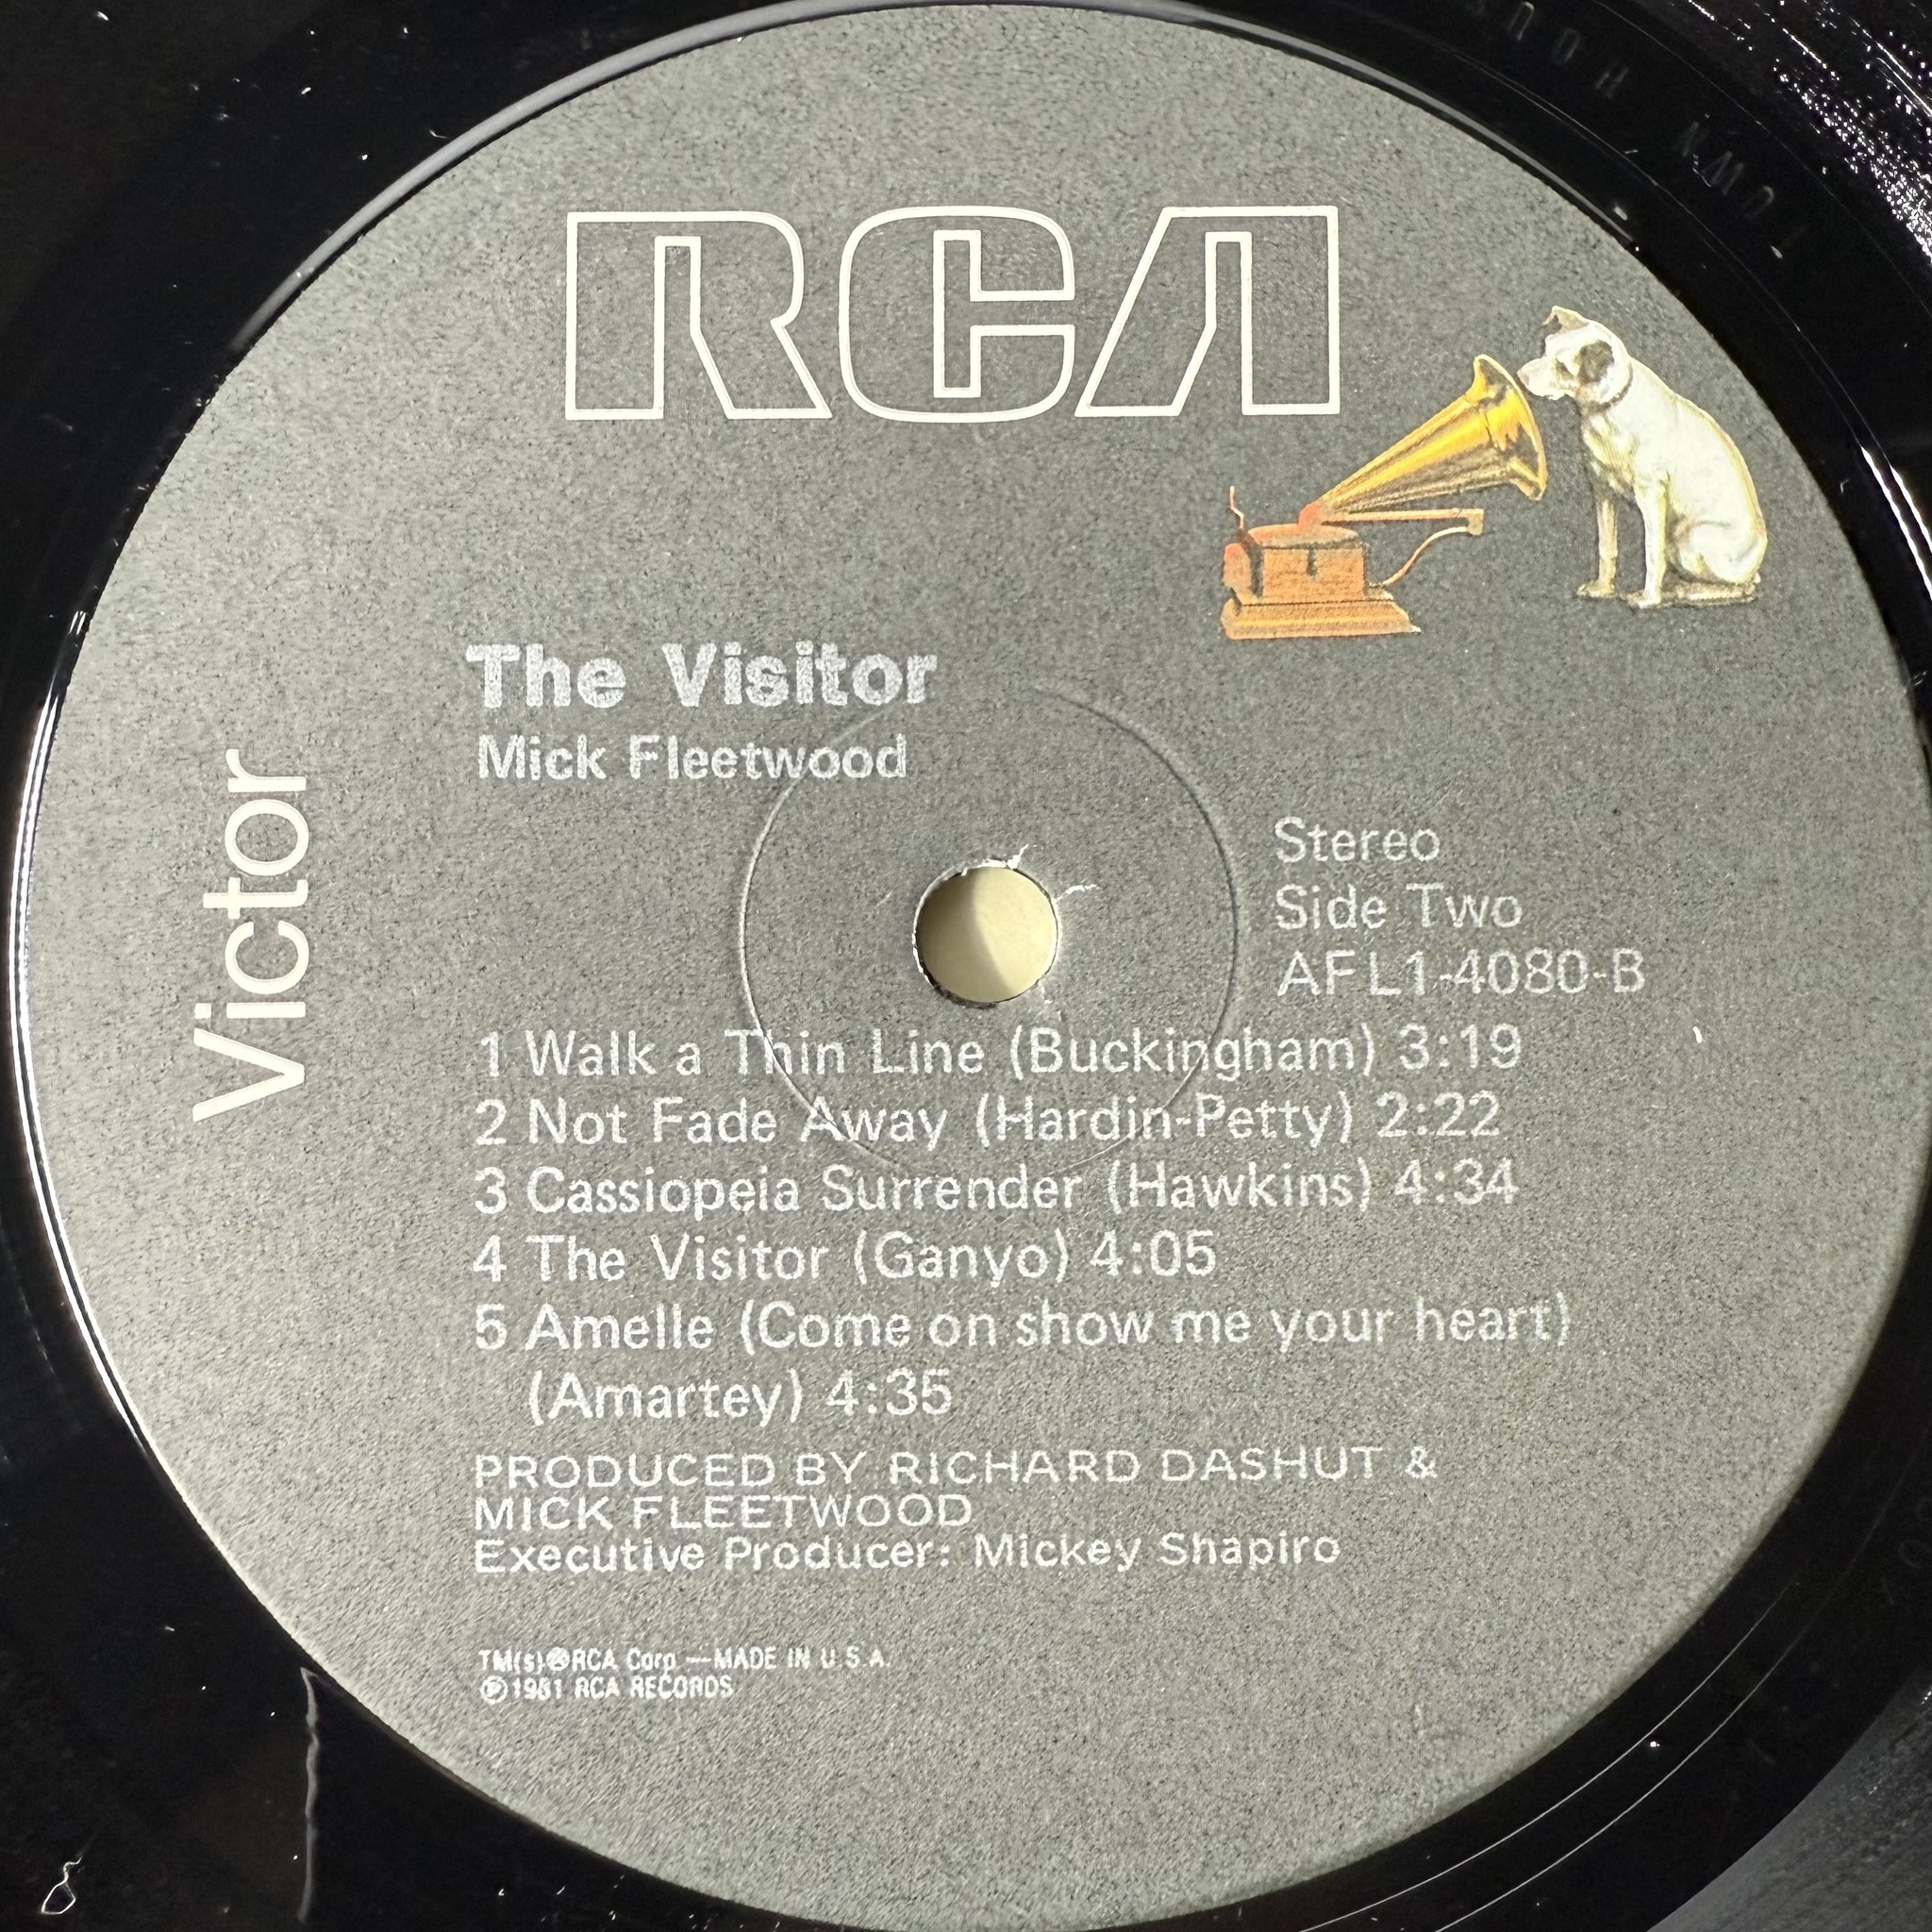 RCA
The Visitor
Mick Fleetwood
Victor
Stereo
Side Two
AFL1-4080-B
1 Walk a Thin Line (Buckingham) 3:19
2 Not Fade Away (Hardin-Petty) 2:22
3 Cassiopeia Surrender (Hawkins) 4:34
4 The Visitor (Ganyo) 4:05
5 Amelle (Come on show me your heart)
(Amartey) 4:35
PRODUCED BY RICHARD DASHUT &
MICK FLEETWOOD
Executive Producer: Mickey Shapiro
TM(s)®RCA Corp.—MADE IN U.S.A.
℗1981 RCA RECORDS